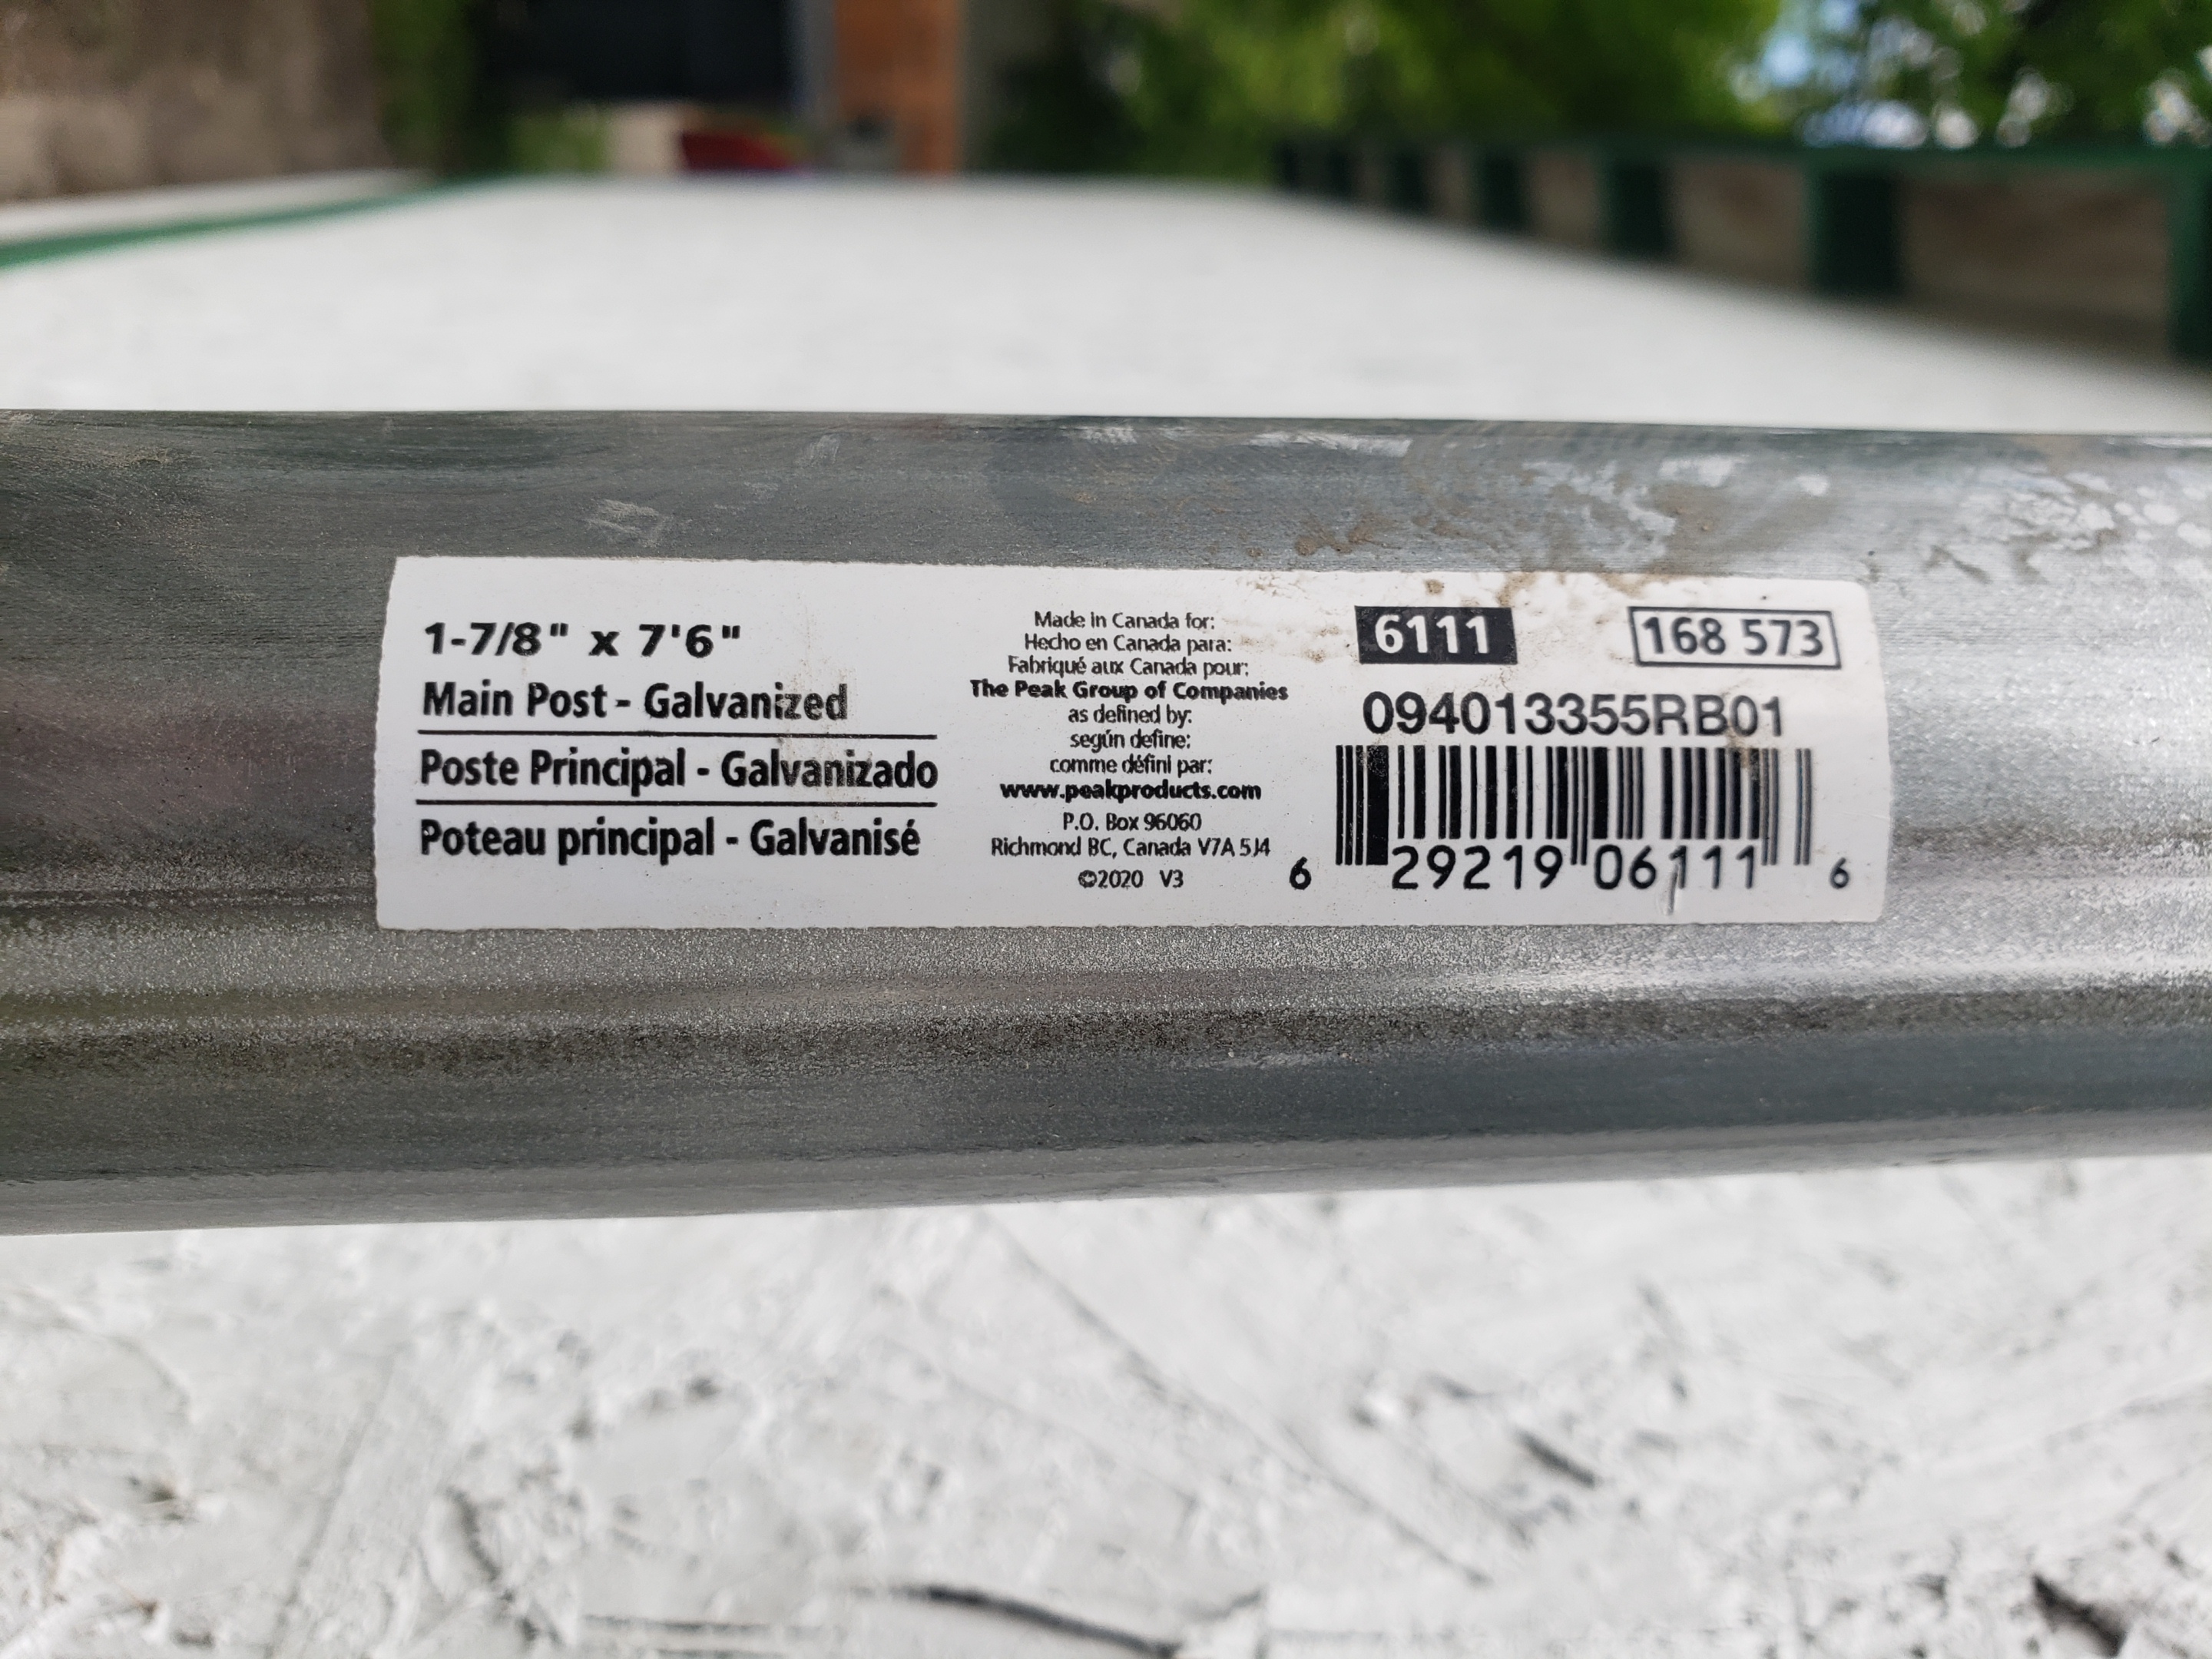 1-7/8" x 7'6"
Main Post - Galvanized
Poste Principal - Galvanizado
Poteau principal - Galvanisé
Made in Canada for:
Hecho en Canada para:
Fabriqué aux Canada pour:
The Peak Group of Companies
as defined by:
según define:
comme défini par:
www.peakproducts.com
P.O. Box 96060
Richmond BC, Canada V7A 5J4
©2020 V3
6111 168 573
094013355RB01
6 29219 06111 6